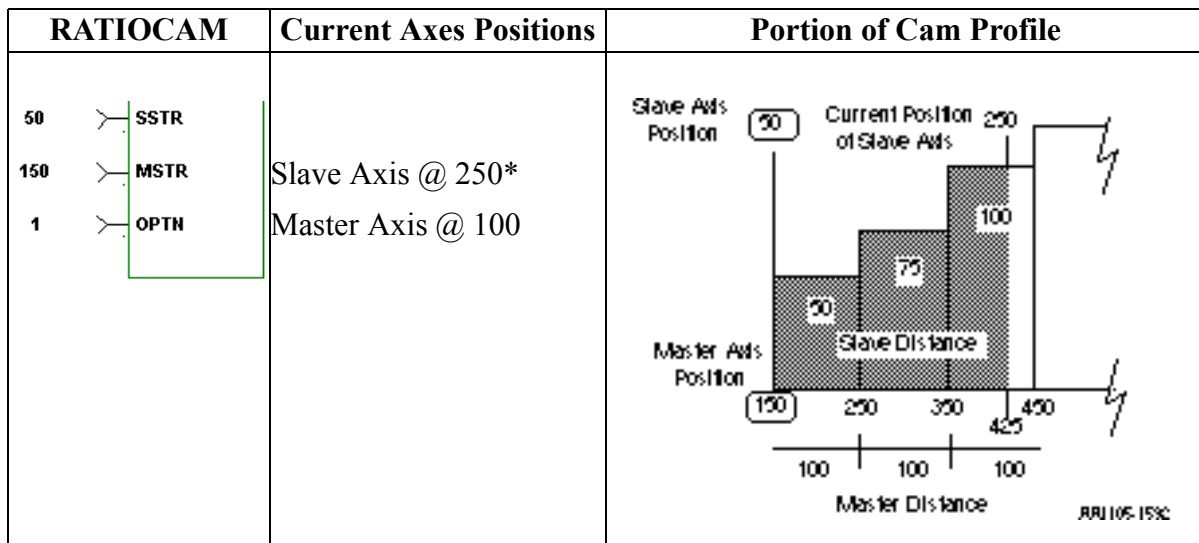 RATIOCAM Current Axes Positions Portion of Cam Profile
50 SSTR
150 MSTR
1 OPTN
Slave Axis @ 250*
Master Axis @ 100
Slave Axis
Position
50
Current Position
of Slave Axis
250
100
75
50
Slave Distance
Master Axis
Position
150 250 350 425 450
100 100 100
Master Distance